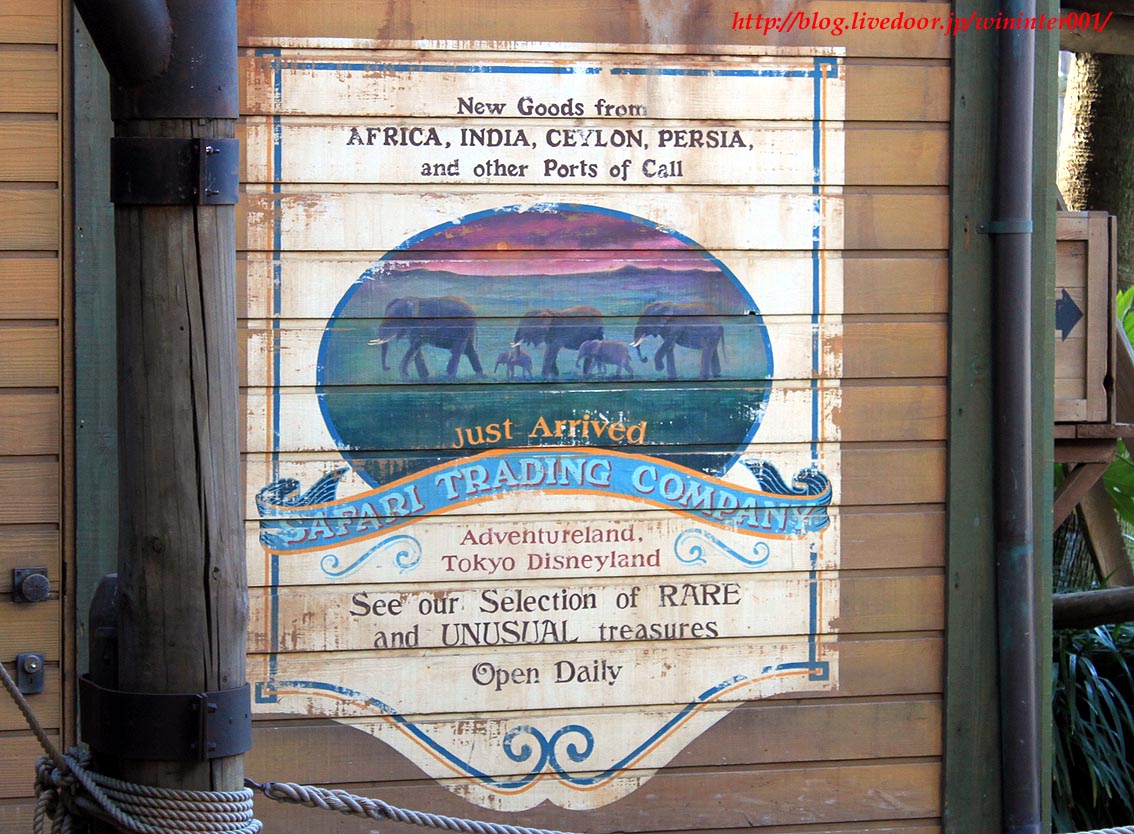 http://blog.livedoor.jp/wininter001/
New Goods from
AFRICA, INDIA, CEYLON, PERSIA,
and other Ports of Call
Just Arrived
SAFARI TRADING COMPANY
Adventureland,
Tokyo Disneyland
See our Selection of RARE
and UNUSUAL treasures
Open Daily